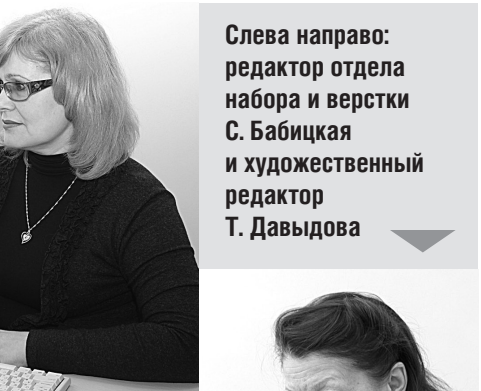 Слева направо:
редактор отдела
набора и верстки
С. Бабицкая
и художественный
редактор
Т. Давыдова